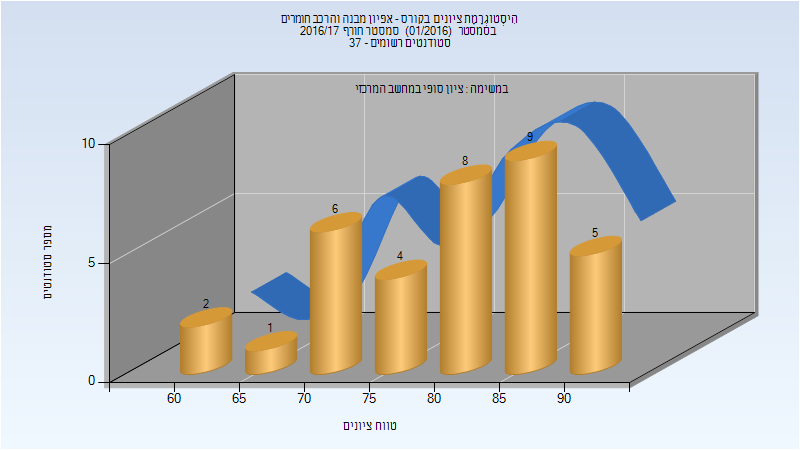 היסטוגרמת ציונים בקורס - אפיון מבנה והרכב חומרים
בסמסטר (01/2016) סמסטר חורף 2016/17
סטודנטים רשומים - 37
במשימה : ציון סופי במחשב המרכזי
מספר סטודנטים
10
5
0
2
1
6
4
8
9
5
60
65
70
75
80
85
90
טווח ציונים